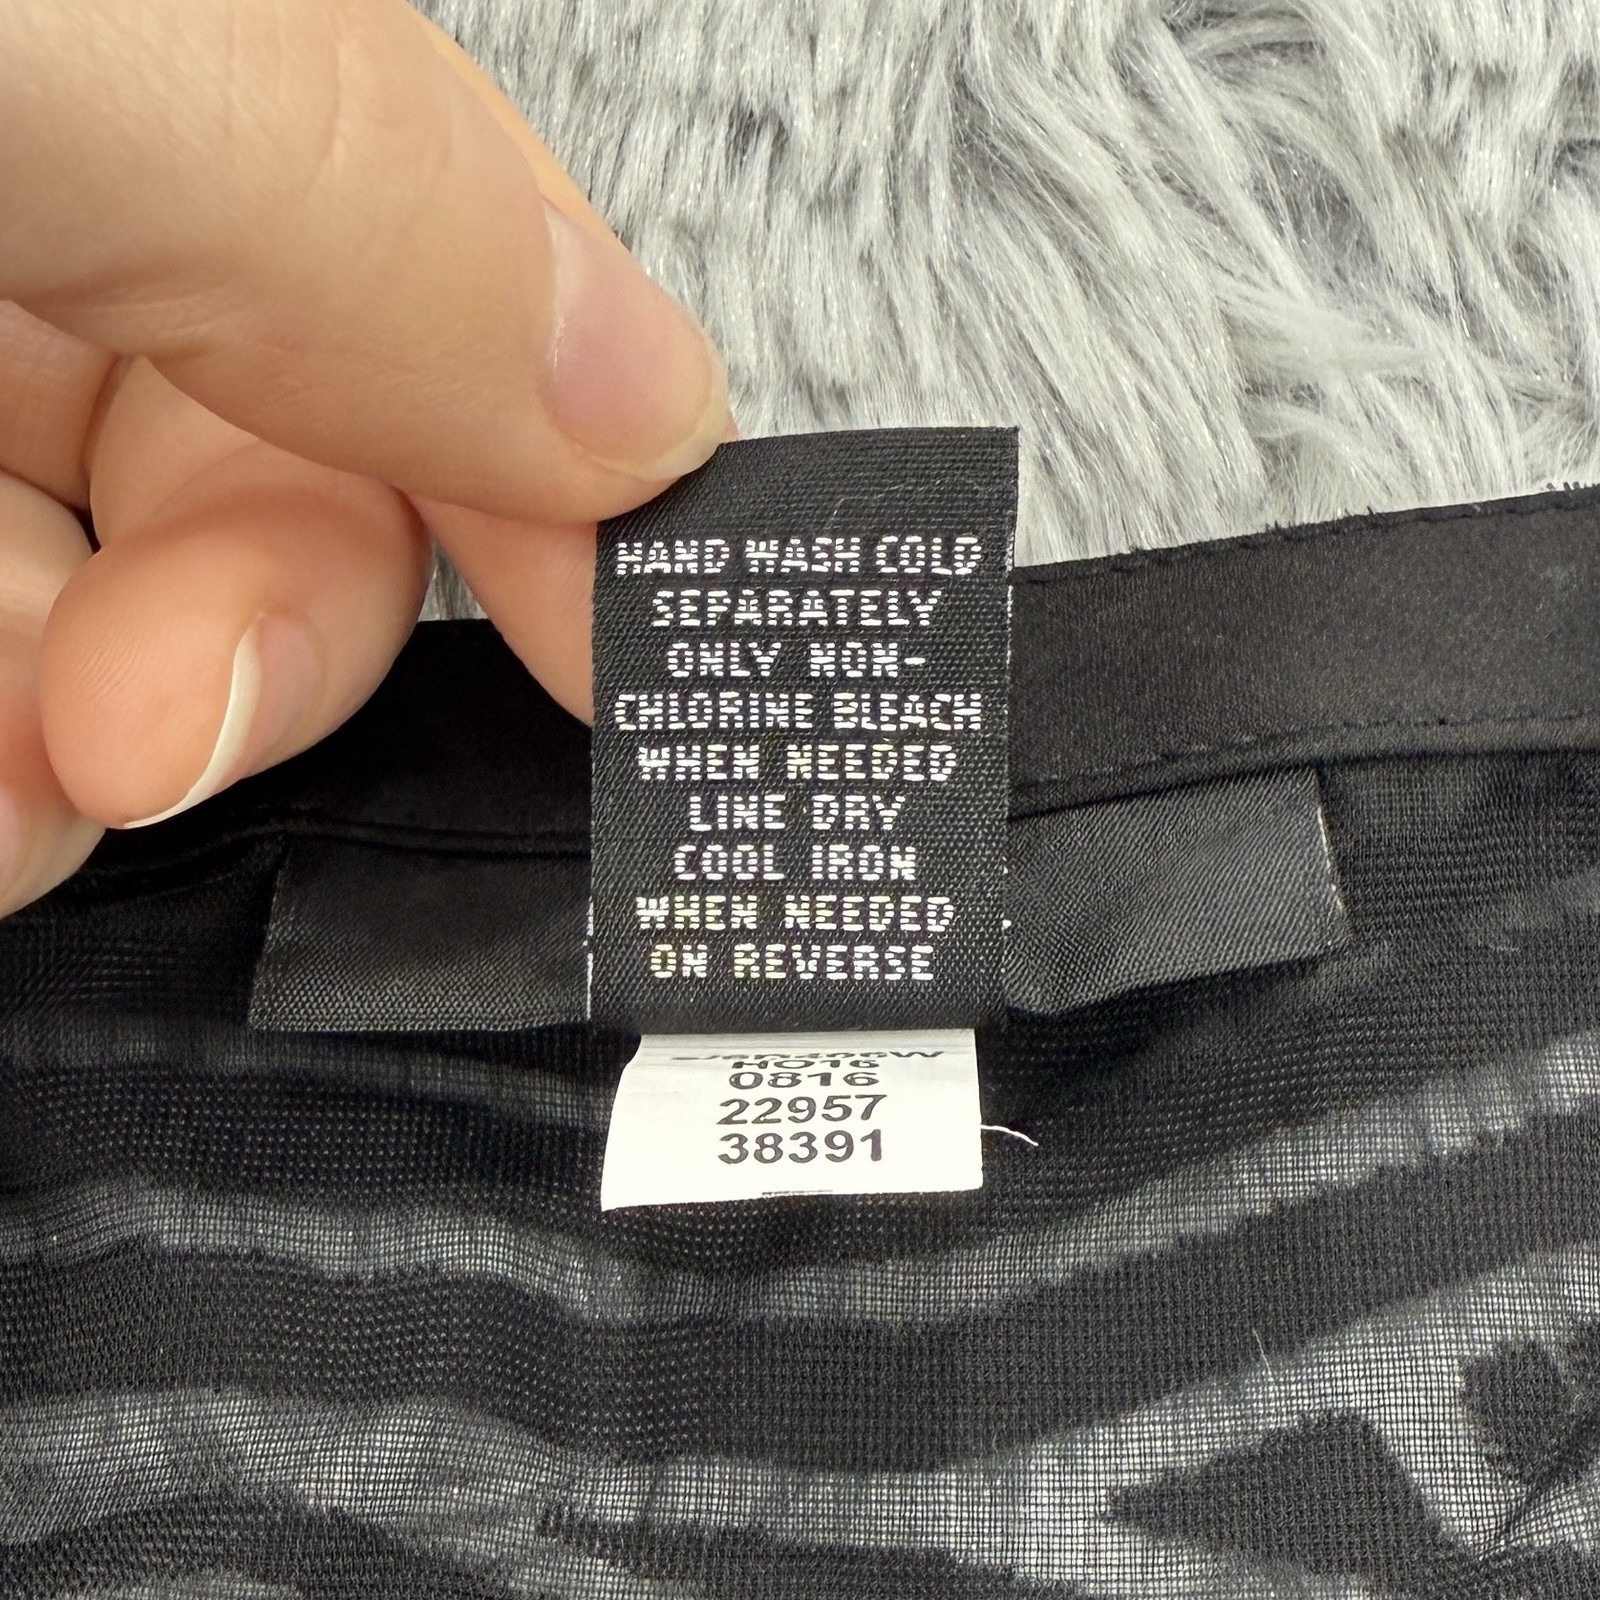 HAND WASH COLD
SEPARATELY
ONLY NON-
CHLORINE BLEACH
WHEN NEEDED
LINE DRY
COOL IRON
WHEN NEEDED
ON REVERSE
HO16
0816
22957
38391